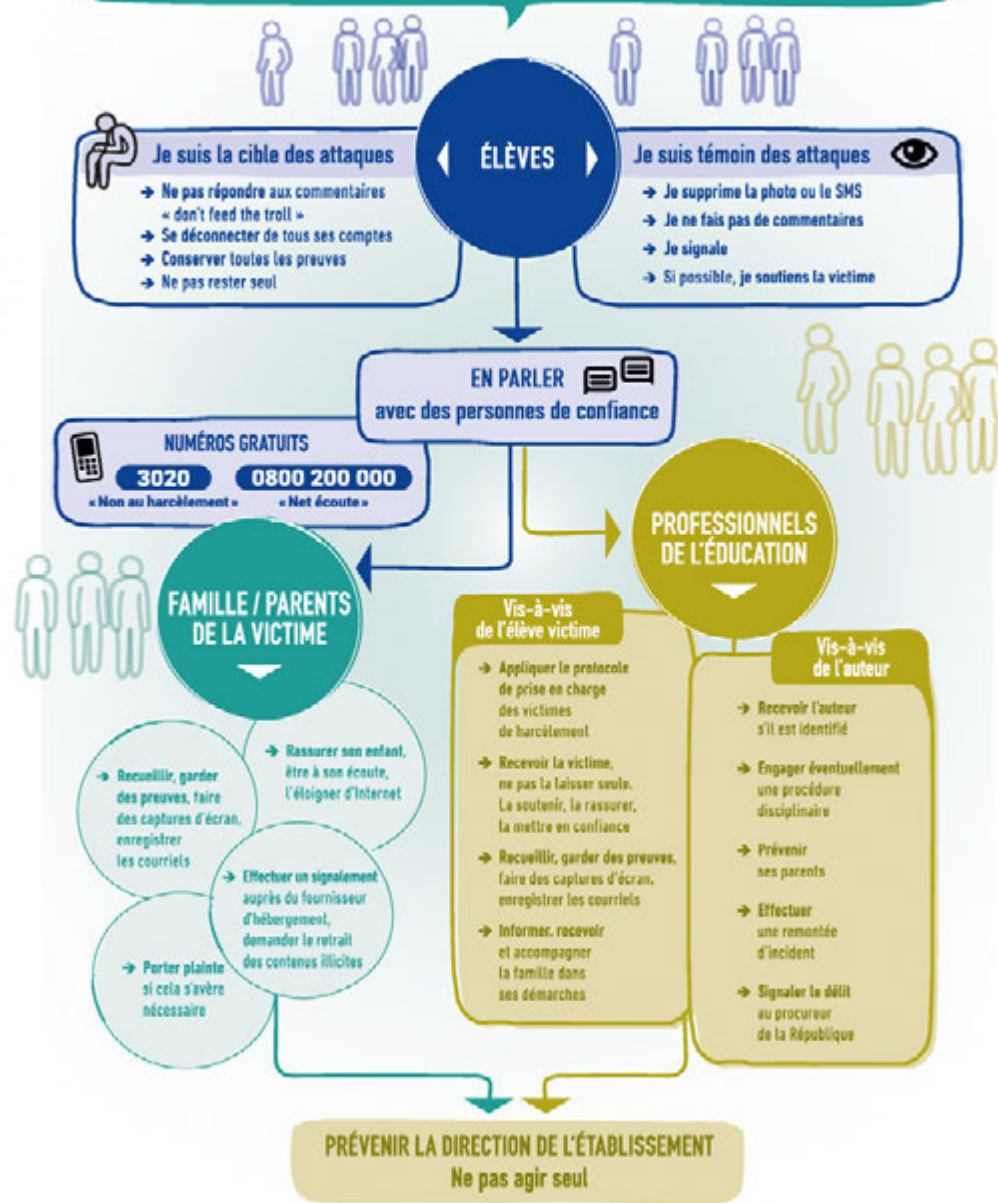 ÉLÈVES
Je suis la cible des attaques
→ Ne pas répondre aux commentaires
« don't feed the troll »
→ Se déconnecter de tous ses comptes
→ Conserver toutes les preuves
→ Ne pas rester seul
Je suis témoin des attaques
→ Je supprime la photo ou le SMS
→ Je ne fais pas de commentaires
→ Je signale
→ Si possible, je soutiens la victime
EN PARLER
avec des personnes de confiance
NUMÉROS GRATUITS
3020 0800 200 000
« Non au harcèlement » « Net écoute »
FAMILLE / PARENTS
DE LA VICTIME
→ Rassurer son enfant,
être à son écoute,
l'éloigner d'Internet
→ Recueillir, garder
des preuves, faire
des captures d'écran,
enregistrer
les courriels
→ Effectuer un signalement
auprès du fournisseur
d'hébergement,
demander le retrait
des contenus illicites
→ Porter plainte
si cela s'avère
nécessaire
PROFESSIONNELS
DE L'ÉDUCATION
Vis-à-vis
de l'élève victime
→ Appliquer le protocole
de prise en charge
des victimes
de harcèlement
→ Recevoir la victime,
ne pas la laisser seule.
La soutenir, la rassurer,
la mettre en confiance
→ Recueillir, garder des preuves,
faire des captures d'écran,
enregistrer les courriels
→ Informer, recevoir
et accompagner
la famille dans
ses démarches
Vis-à-vis
de l'auteur
→ Recevoir l'auteur
s'il est identifié
→ Engager éventuellement
une procédure
disciplinaire
→ Prévenir
ses parents
→ Effectuer
une remontée
d'incident
→ Signaler le délit
au procureur
de la République
PRÉVENIR LA DIRECTION DE L'ÉTABLISSEMENT
Ne pas agir seul